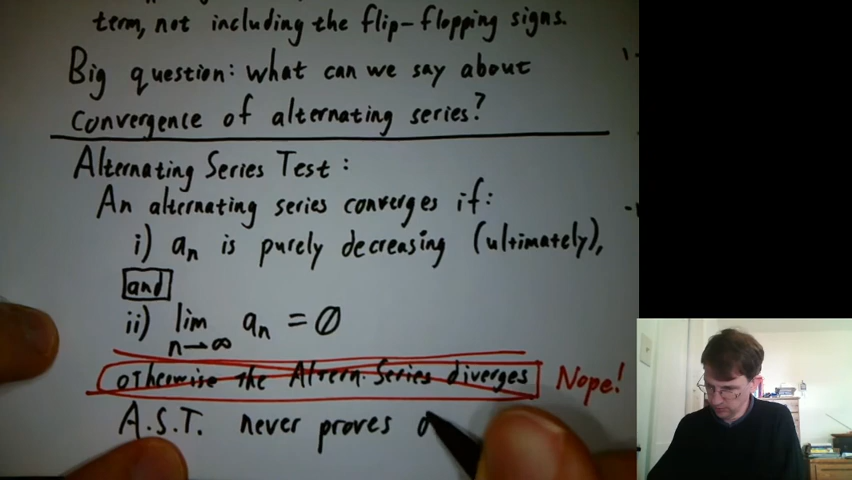 term, not including the flip-flopping signs.
Big question: what can we say about
convergence of alternating series?
Alternating Series Test:
An alternating series converges if:
i) aₙ is purely decreasing (ultimately),
and
ii) lim n→∞ aₙ = 0
otherwise the Altern. Series diverges Nope!
A.S.T. never proves